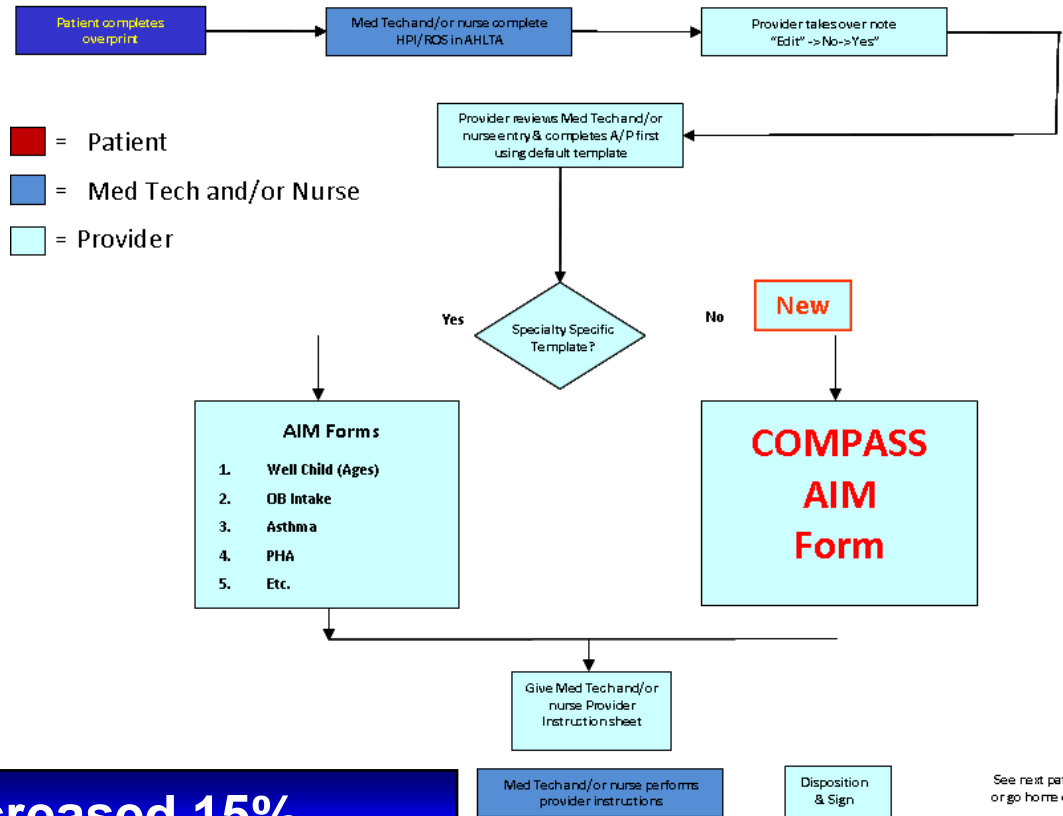 Patient completes
overprint
Med Tech and/or nurse complete
HPI/ROS in AHLTA
Provider takes over note
"Edit" ->No->Yes"
Provider reviews Med Tech and/or
nurse entry & completes A/P first
using default template
= Patient
= Med Tech and/or Nurse
= Provider
Yes
Specialty Specific
Template?
No
New
AIM Forms
1. Well Child (Ages)
2. OB Intake
3. Asthma
4. PHA
5. Etc.
COMPASS
AIM
Form
Give Med Tech and/or
nurse Provider
Instruction sheet
Med Tech and/or nurse performs
provider instructions
Disposition
& Sign
See next
or go home
15%